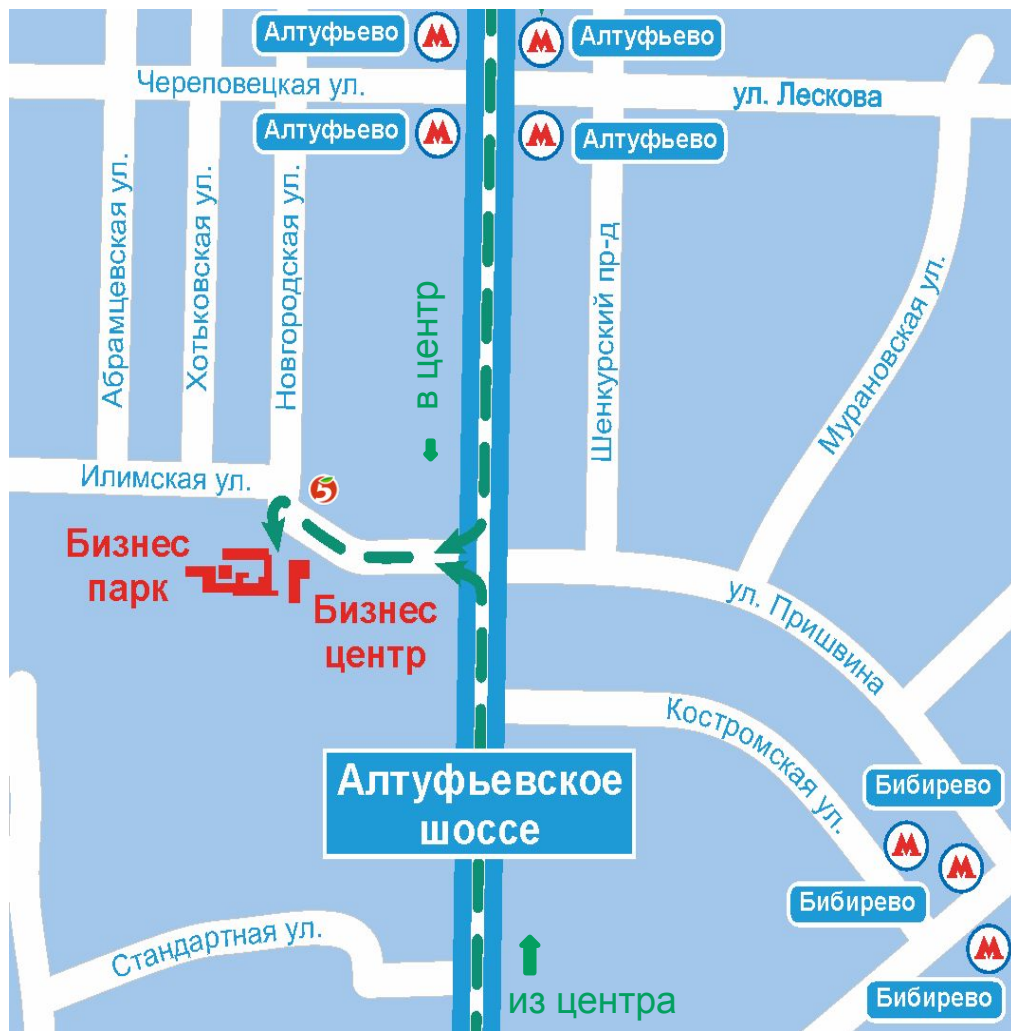 Алтуфьево
М
М
Алтуфьево
Череповецкая ул.
ул. Лескова
Алтуфьево
М
М
Алтуфьево
Абрамцевская ул.
Хотьковская ул.
Новгородская ул.
в центр
Шенкурский пр-д
Мурановская ул.
Илимская ул.
5
Бизнес
парк
Бизнес
центр
ул. Пришвина
Костромская ул.
Алтуфьевское
шоссе
Бибирево
М
М
Бибирево
М
Бибирево
Стандартная ул.
из центра